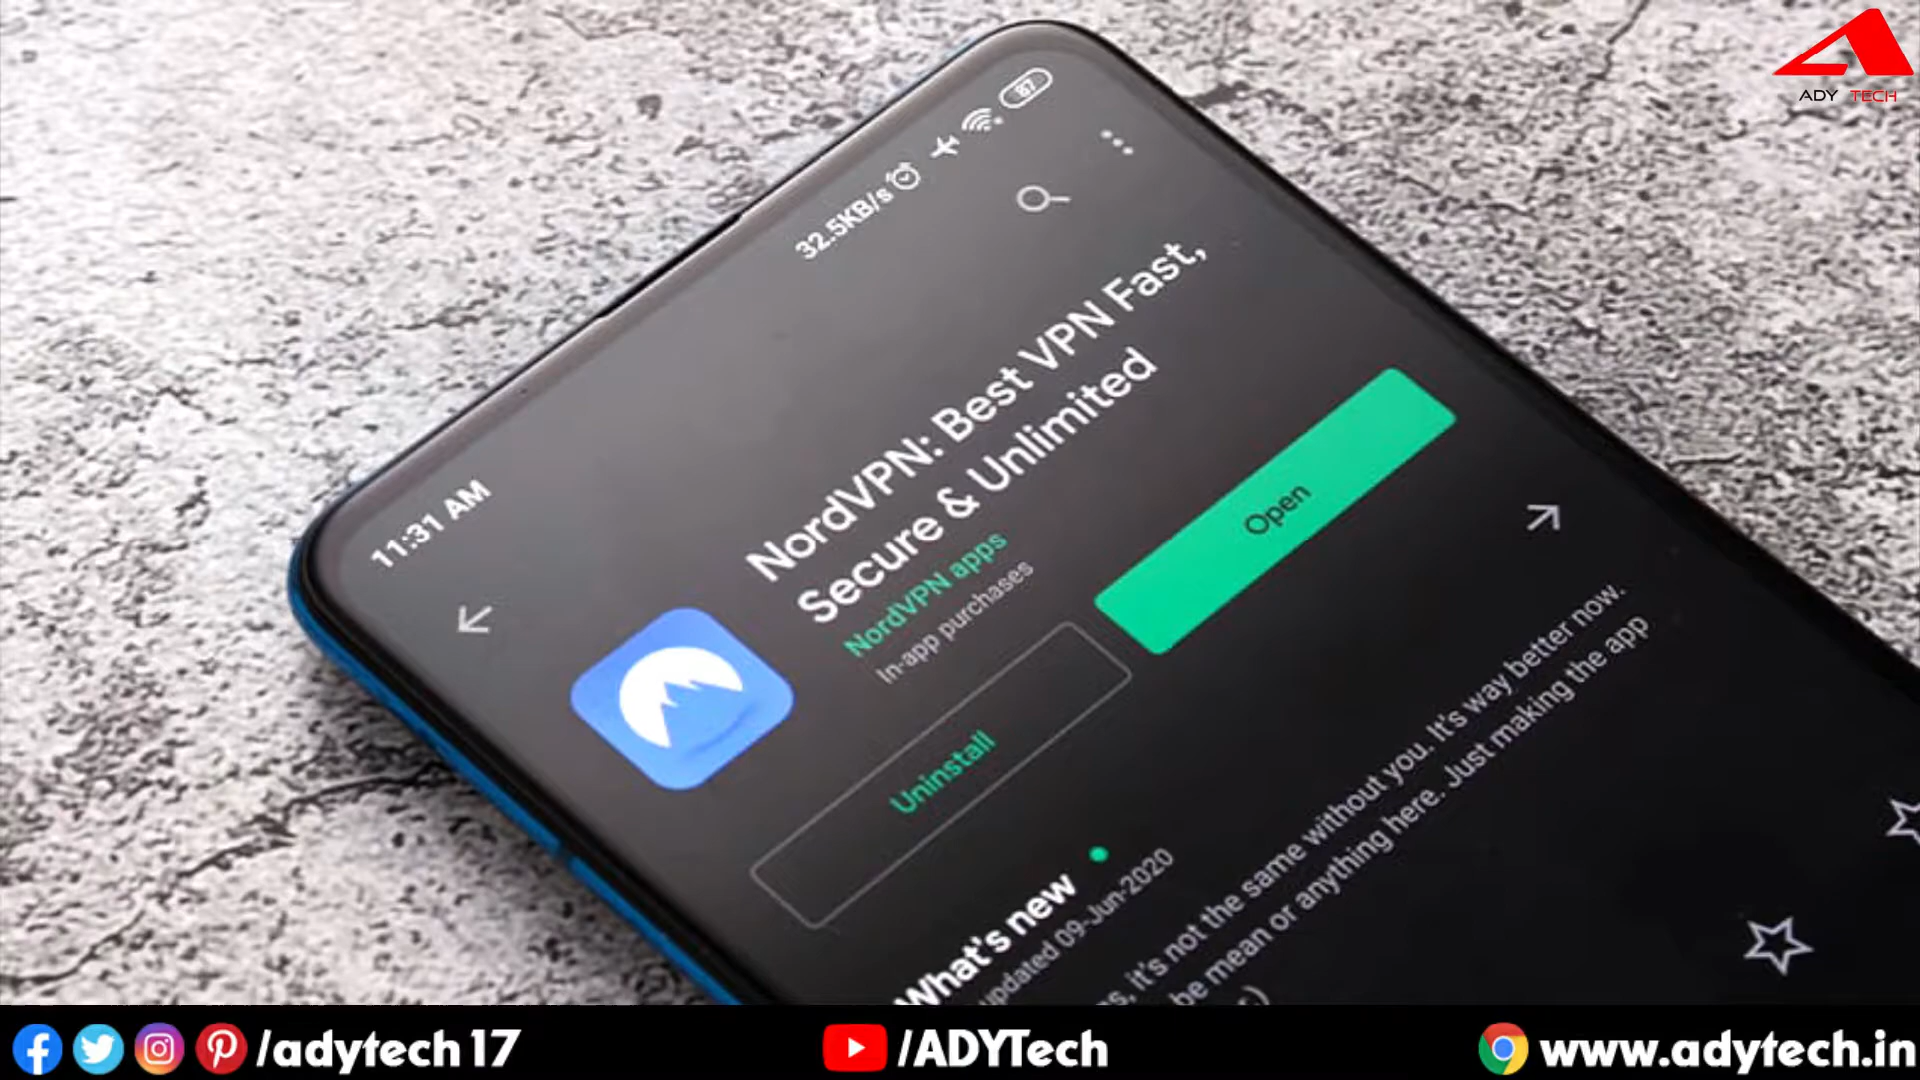 ADY TECH
87
32.5KB/s
11:31 AM
NordVPN: Best VPN Fast,
Secure & Unlimited
NordVPN apps
In-app purchases
Uninstall
Open
What's new
updated 09-Jun-2020
it's not the same without you. It's way better now.
be mean or anything here. Just making the app
/adytech17
/ADYTech
www.adytech.in